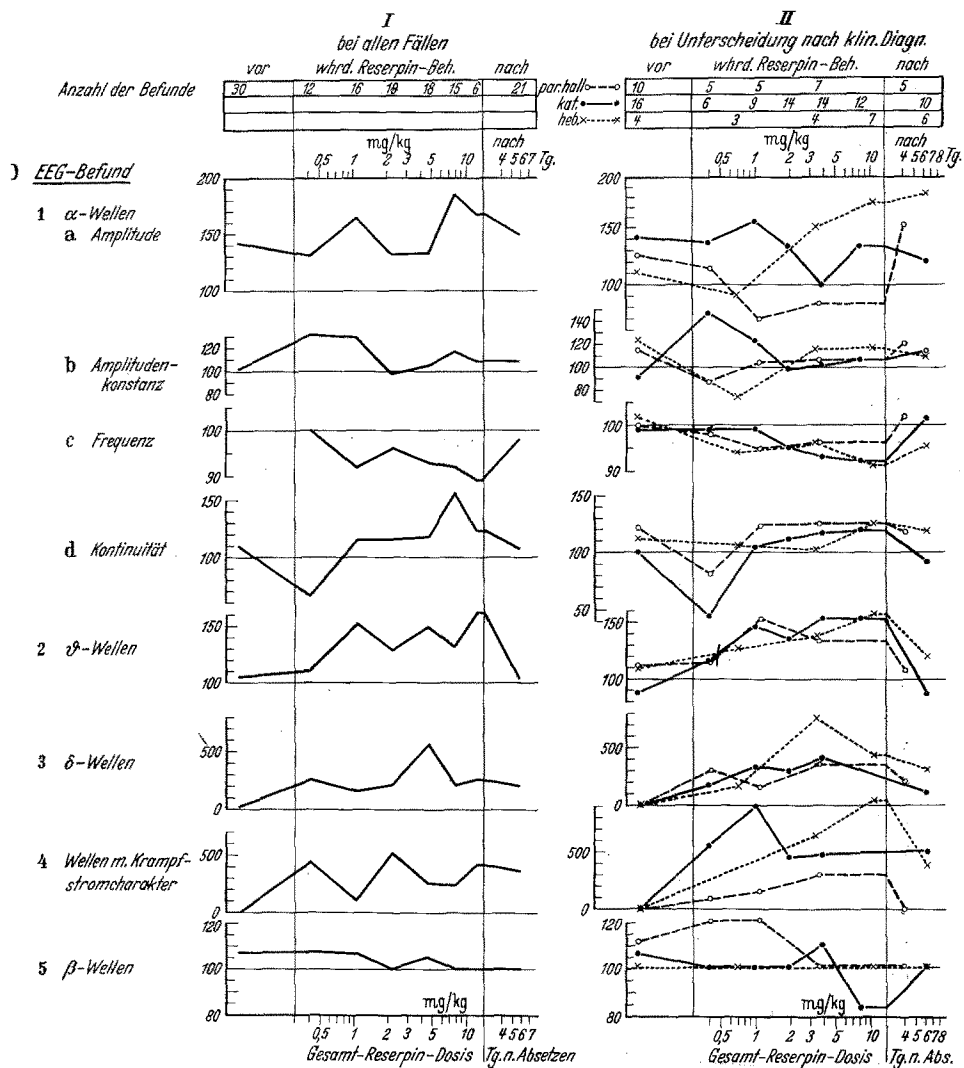 I II
bei allen Fällen bei Unterscheidung nach klin. Diagn.
vor whrd. Reserpin-Beh. nach vor whrd. Reserpin-Beh. nach
Anzahl der Befunde 30 12 16 19 18 15 6 21 par.hall. 10 5 5 7 5
kat. 16 6 9 14 14 12 10
heb. 4 3 4 7 6
mg/kg nach mg/kg nach
0,5 1 2 3 5 10 4 5 6 7 Tg. 0,5 1 2 3 5 10 4 5 6 7 8 Tg.
) EEG-Befund
200 200
1 α-Wellen
a Amplitude 150 150
100 100
140
120 120
b Amplituden- 100 100
konstanz 80 80
c Frequenz 100 100
90 90
150 150
d Kontinuität 100 100
50
2 ϑ-Wellen 150 150
100 100
3 δ-Wellen 500 500
0 0
4 Wellen m. Krampf- 500 500
stromcharakter 0 0
120 120
5 β-Wellen 100 100
mg/kg mg/kg
80 80
0,5 1 2 3 5 10 4 5 6 7 0,5 1 2 3 5 10 4 5 6 7 8
Gesamt-Reserpin-Dosis Tg. n. Absetzen Gesamt-Reserpin-Dosis Tg. n. Abs.